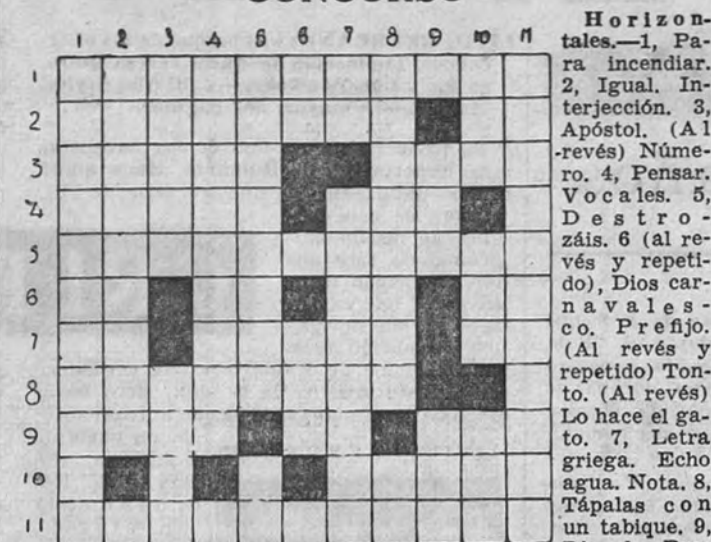 1 2 3 4 5 6 7 8 9 10 11
1
2
3
4
5
6
7
8
9
10
11
Horizon-
tales.—1, Pa-
ra incendiar.
2, Igual. In-
terjección. 3,
Apóstol. (Al
revés) Núme-
ro. 4, Pensar.
Vocales. 5,
Destro-
záis. 6 (al re-
vés y repeti-
do), Dios car-
navales-
co. Prefijo.
(Al revés y
repetido) Ton-
to. (Al revés)
Lo hace el ga-
to. 7, Letra
griega. Echo
agua. Nota. 8,
Tápalas con
un tabique. 9,